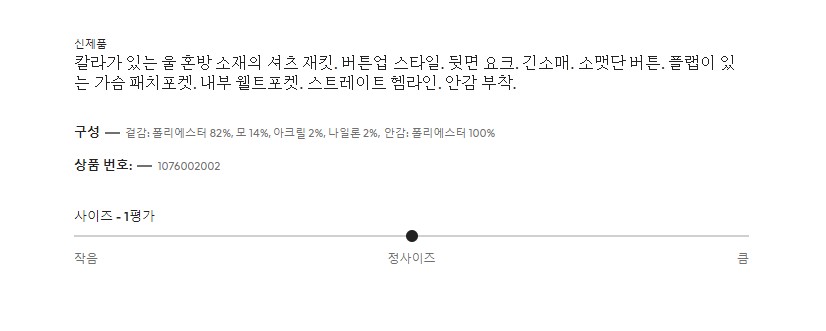 신제품
칼라가 있는 울 혼방 소재의 셔츠 재킷. 버튼업 스타일. 뒷면 요크. 긴소매. 소맷단 버튼. 플랩이 있
는 가슴 패치포켓. 내부 웰트포켓. 스트레이트 헴라인. 안감 부착.
구성 — 겉감: 폴리에스터 82%, 모 14%, 아크릴 2%, 나일론 2%, 안감: 폴리에스터 100%
상품 번호: — 1076002002
사이즈 - 1평가
작음 정사이즈 큼